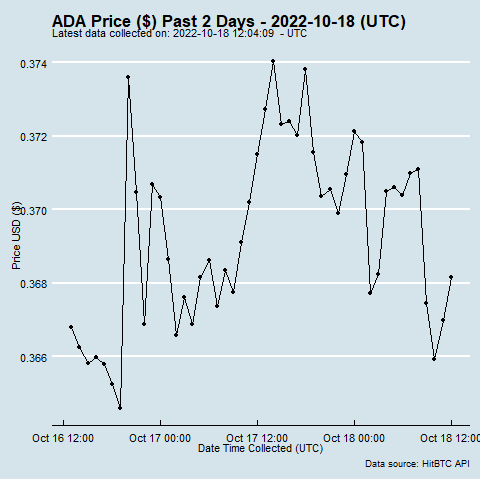 ADA Price ($) Past 2 Days - 2022-10-18 (UTC)
Latest data collected on: 2022-10-18 12:04:09 - UTC
0.374
0.372
0.370
0.368
0.366
Price USD ($)
Oct 16 12:00
Oct 17 00:00
Oct 17 12:00
Oct 18 00:00
Oct 18 12:00
Date Time Collected (UTC)
Data source: HitBTC API